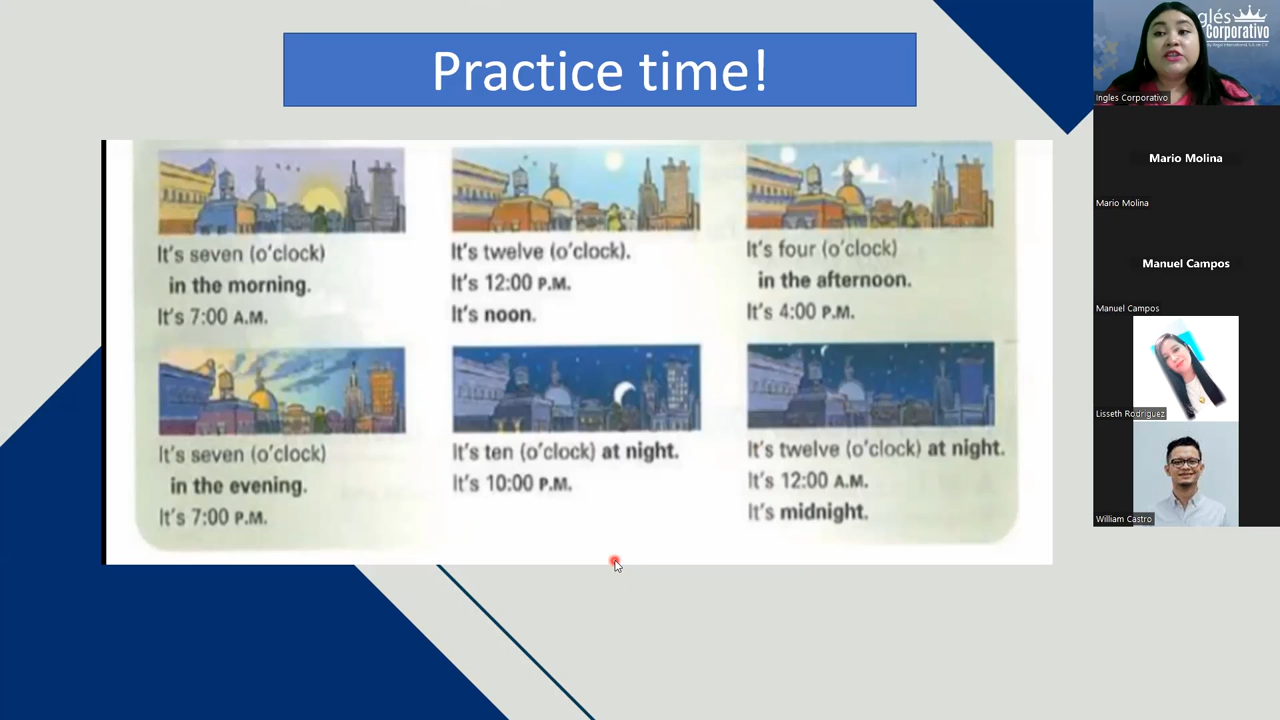 Practice time!
It's seven (o'clock)
in the morning.
It's 7:00 A.M.
It's twelve (o'clock).
It's 12:00 P.M.
It's noon.
It's four (o'clock)
in the afternoon.
It's 4:00 P.M.
It's seven (o'clock)
in the evening.
It's 7:00 P.M.
It's ten (o'clock) at night.
It's 10:00 P.M.
It's twelve (o'clock) at night.
It's 12:00 A.M.
It's midnight.
glés
Corporativo
Ingles Corporativo
Mario Molina
Mario Molina
Manuel Campos
Manuel Campos
Lisseth Rodriguez
William Castro